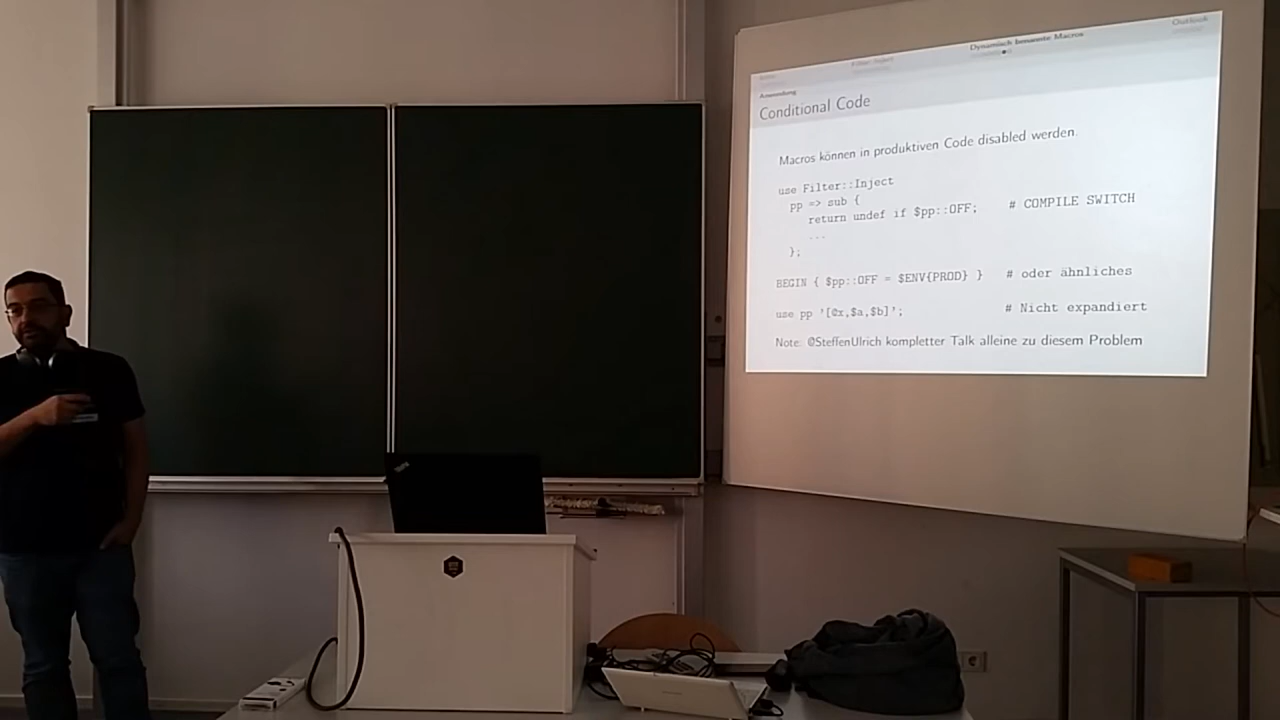 Outlook
Dynamisch benannte Macros
Filter::Inject
Anwendung
Conditional Code
Macros können in produktiven Code disabled werden.
use Filter::Inject
pp => sub {
return undef if $pp::OFF; # COMPILE SWITCH
...
};
BEGIN { $pp::OFF = $ENV{PROD} } # oder ähnliches
use pp '[@x,$a,$b]'; # Nicht expandiert
Note: @SteffenUlrich kompletter Talk alleine zu diesem Problem